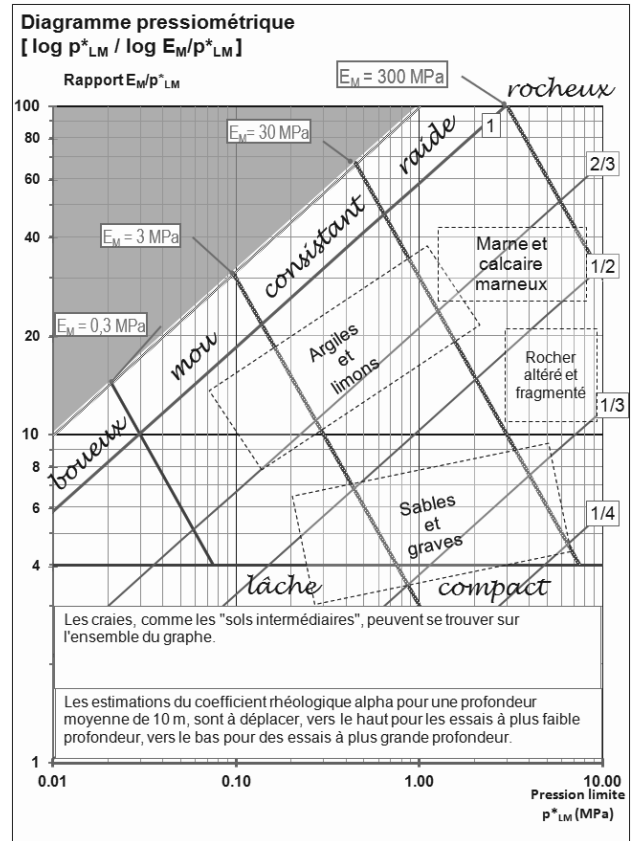 Diagramme pressiométrique
[ log p*LM / log EM/p*LM ]
Rapport EM/p*LM
EM = 300 MPa
rocheux
100
80
60
40
20
10
8
6
4
1
EM = 30 MPa
raide
1
2/3
EM = 3 MPa
consistant
Marne et
calcaire
marneux
1/2
EM = 0,3 MPa
mou
Argiles
et
limons
Rocher
altéré et
fragmenté
1/3
boueux
Sables
et
graves
1/4
lâche
compact
Les craies, comme les "sols intermédiaires", peuvent se trouver sur
l'ensemble du graphe.
Les estimations du coefficient rhéologique alpha pour une profondeur
moyenne de 10 m, sont à déplacer, vers le haut pour les essais à plus faible
profondeur, vers le bas pour des essais à plus grande profondeur.
0.01
0.10
1.00
10.00
Pression limite
p*LM (MPa)